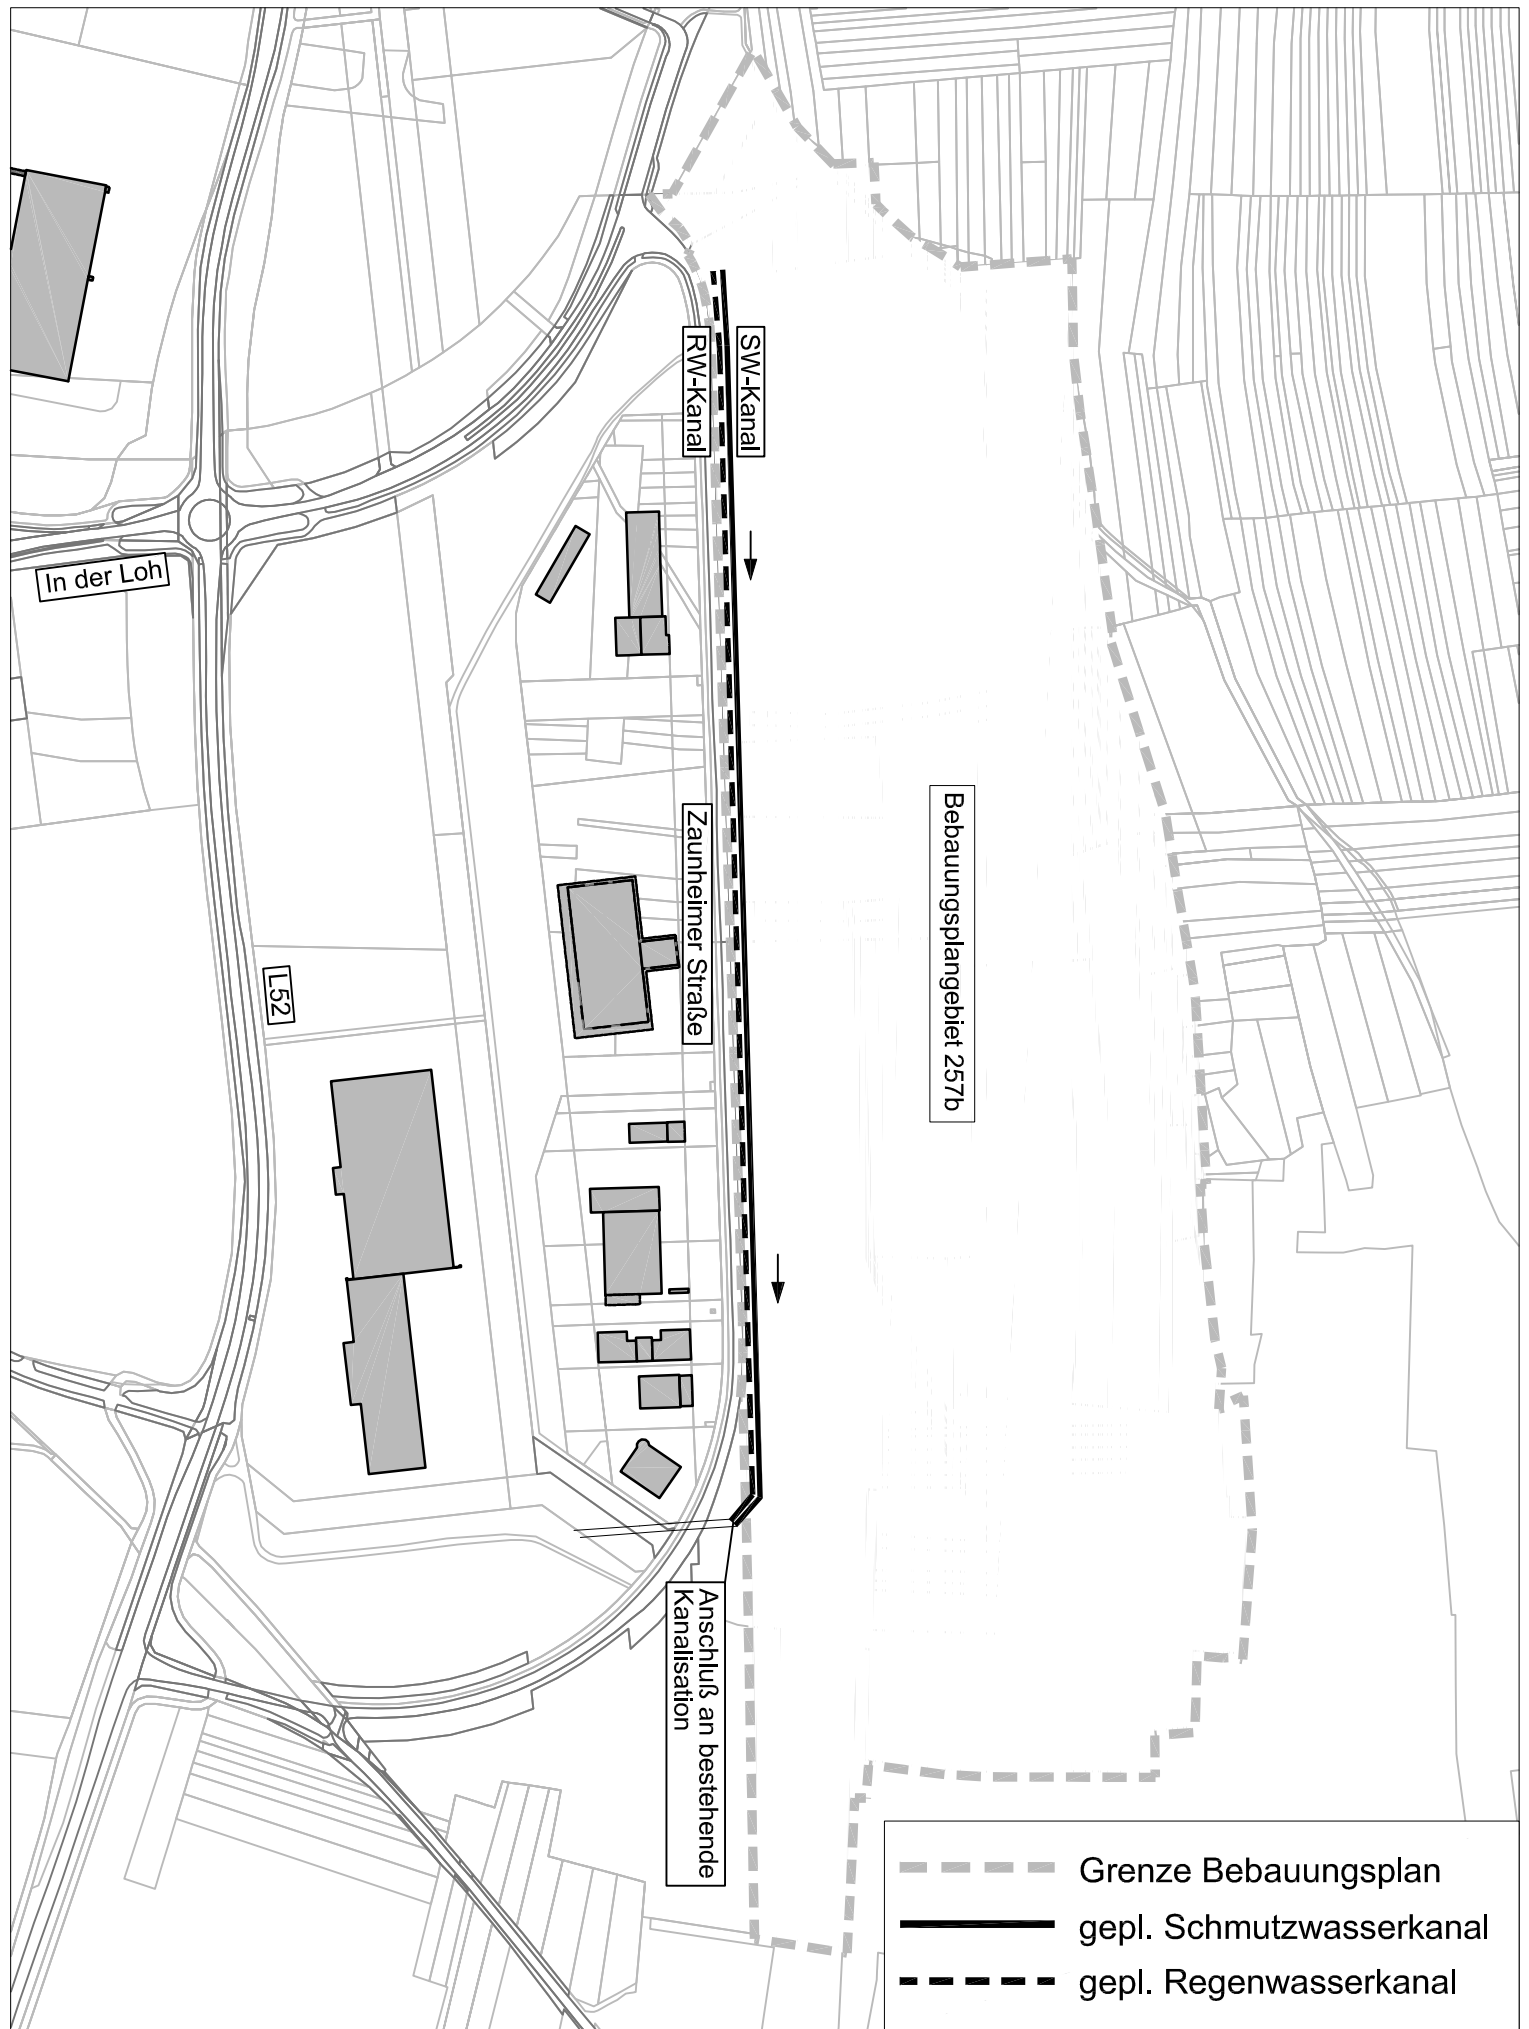 SW-Kanal
RW-Kanal
In der Loh
Bebauungsplangebiet 257b
Zaunheimer Straße
L52
Anschluß an bestehende
Kanalisation
Grenze Bebauungsplan
gepl. Schmutzwasserkanal
gepl. Regenwasserkanal